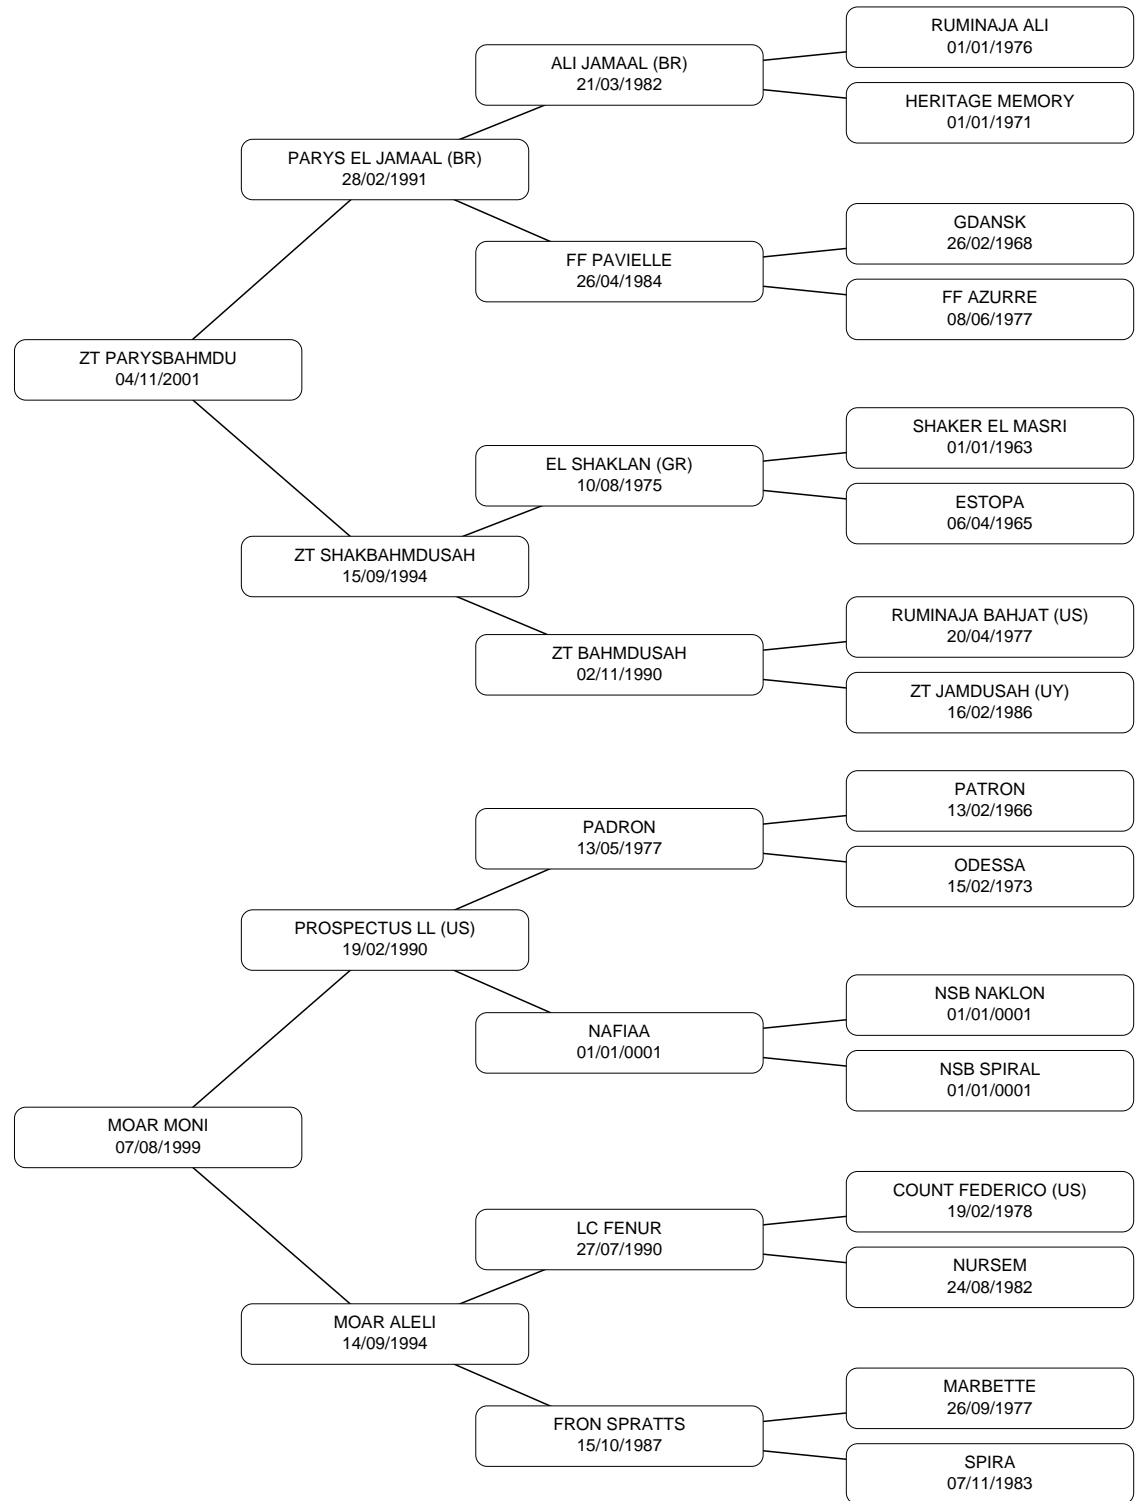 RUMINAJA ALI
01/01/1976
ALI JAMAAL (BR)
21/03/1982
HERITAGE MEMORY
01/01/1971
PARYS EL JAMAAL (BR)
28/02/1991
GDANSK
26/02/1968
FF PAVIELLE
26/04/1984
FF AZURRE
08/06/1977
ZT PARYSBAHMDU
04/11/2001
SHAKER EL MASRI
01/01/1963
EL SHAKLAN (GR)
10/08/1975
ESTOPA
06/04/1965
ZT SHAKBAHMDUSAH
15/09/1994
RUMINAJA BAHJAT (US)
20/04/1977
ZT BAHMDUSAH
02/11/1990
ZT JAMDUSAH (UY)
16/02/1986
PATRON
13/02/1966
PADRON
13/05/1977
ODESSA
15/02/1973
PROSPECTUS LL (US)
19/02/1990
NSB NAKLON
01/01/0001
NAFIAA
01/01/0001
NSB SPIRAL
01/01/0001
MOAR MONI
07/08/1999
COUNT FEDERICO (US)
19/02/1978
LC FENUR
27/07/1990
NURSEM
24/08/1982
MOAR ALELI
14/09/1994
MARBETTE
26/09/1977
FRON SPRATTS
15/10/1987
SPIRA
07/11/1983